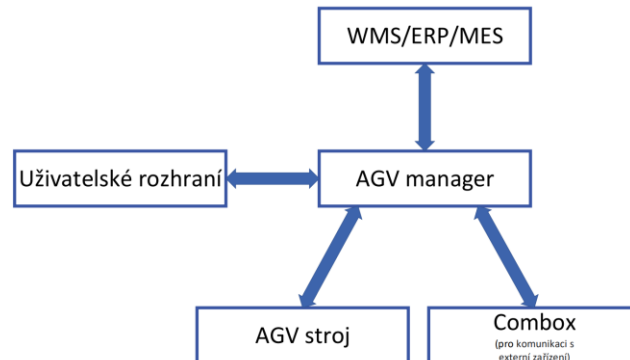 WMS/ERP/MES
Uživatelské rozhraní
AGV manager
AGV stroj
Combox
(pro komunikaci s
externí zařízení)